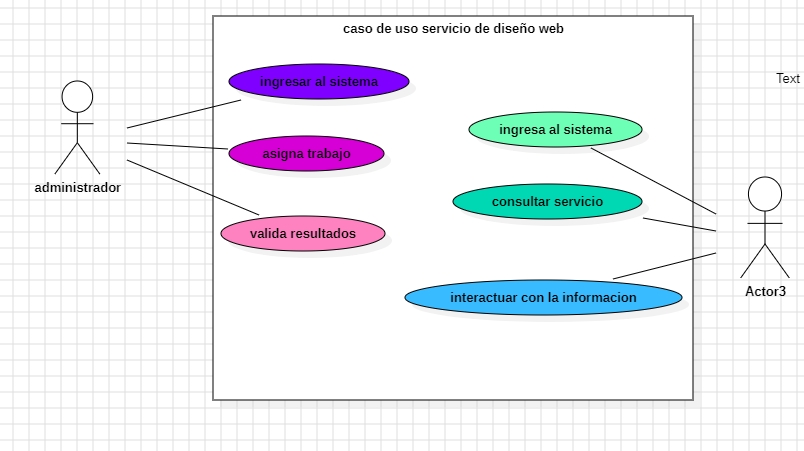 caso de uso servicio de diseño web
ingresar al sistema
Text
ingresa al sistema
asigna trabajo
administrador
consultar servicio
valida resultados
Actor3
interactuar con la informacion